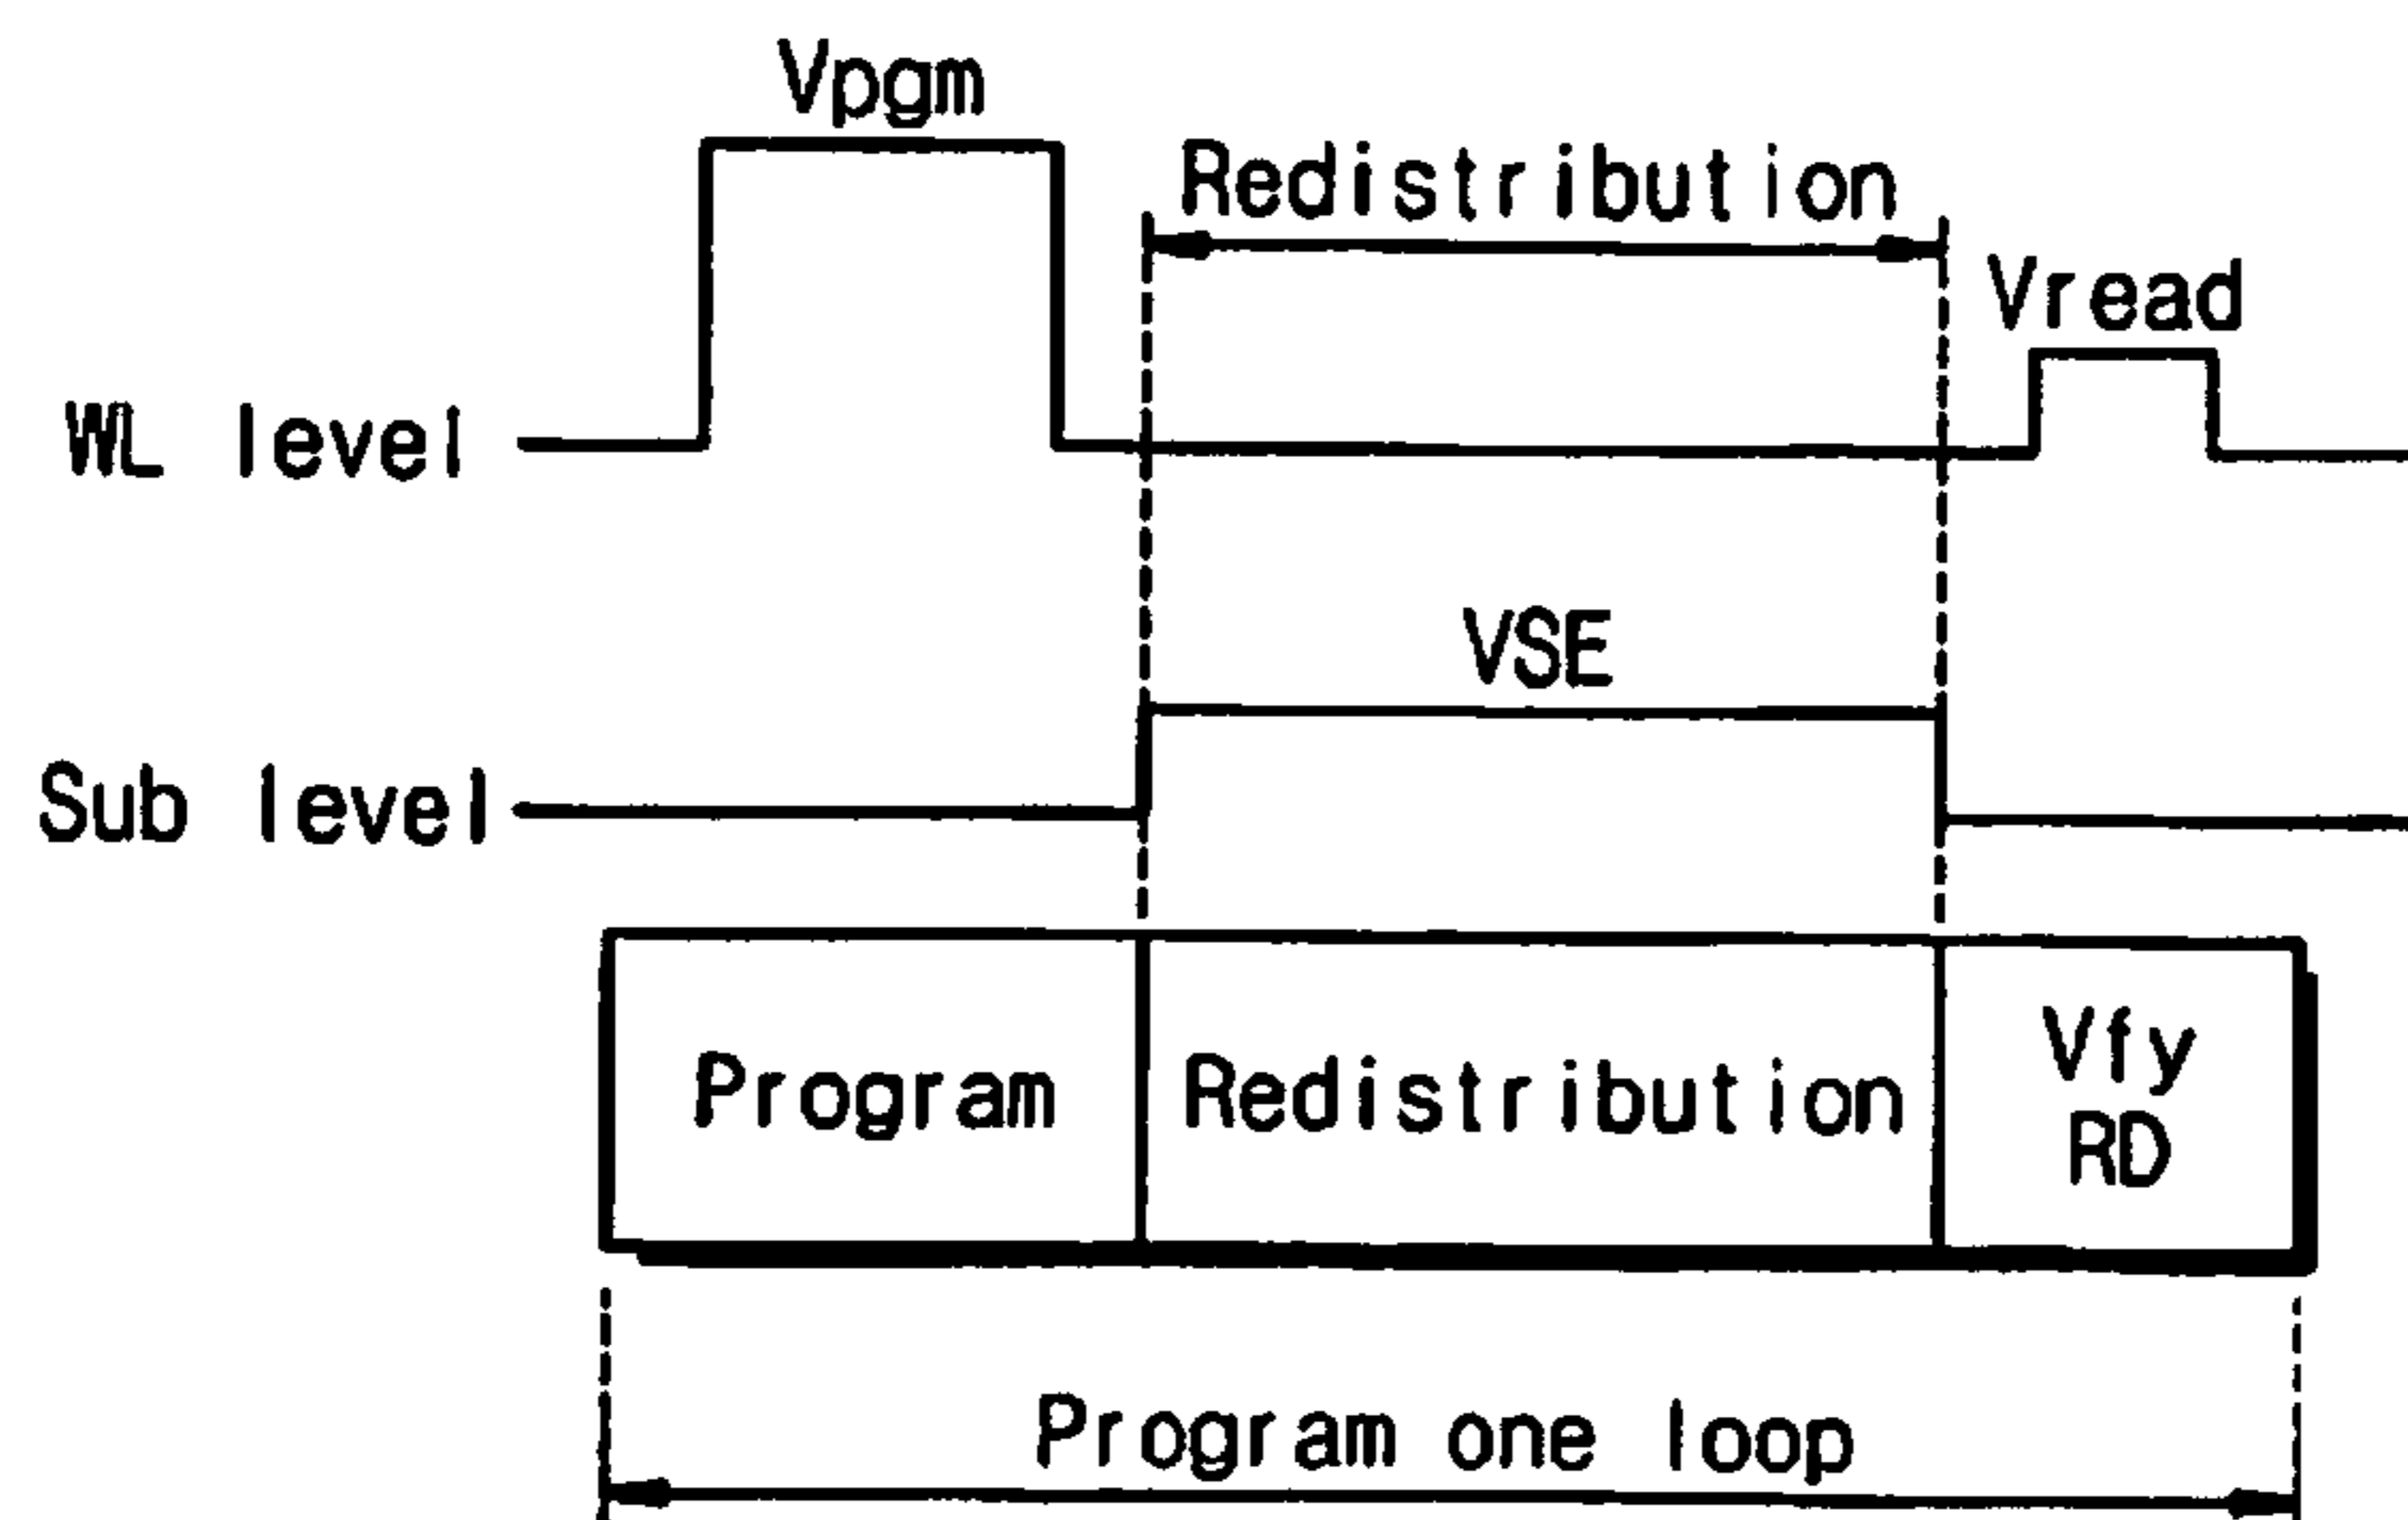 Vpgm
Redistribution
Vread
WL level
VSE
Sub level
Program
Redistribution
Vfy
RD
Program one loop